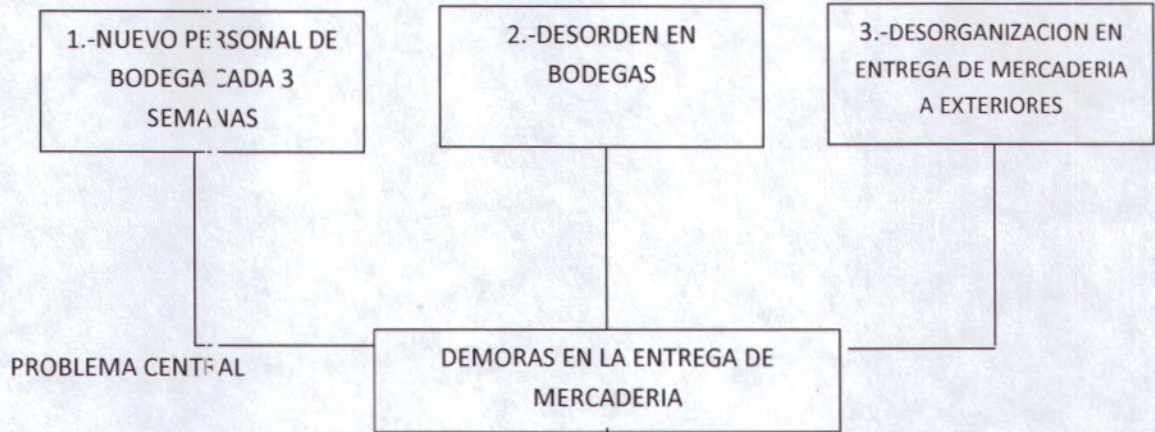 1.-NUEVO PERSONAL DE
BODEGA CADA 3
SEMANAS
2.-DESORDEN EN
BODEGAS
3.-DESORGANIZACION EN
ENTREGA DE MERCADERIA
A EXTERIORES
PROBLEMA CENTRAL
DEMORAS EN LA ENTREGA DE
MERCADERIA